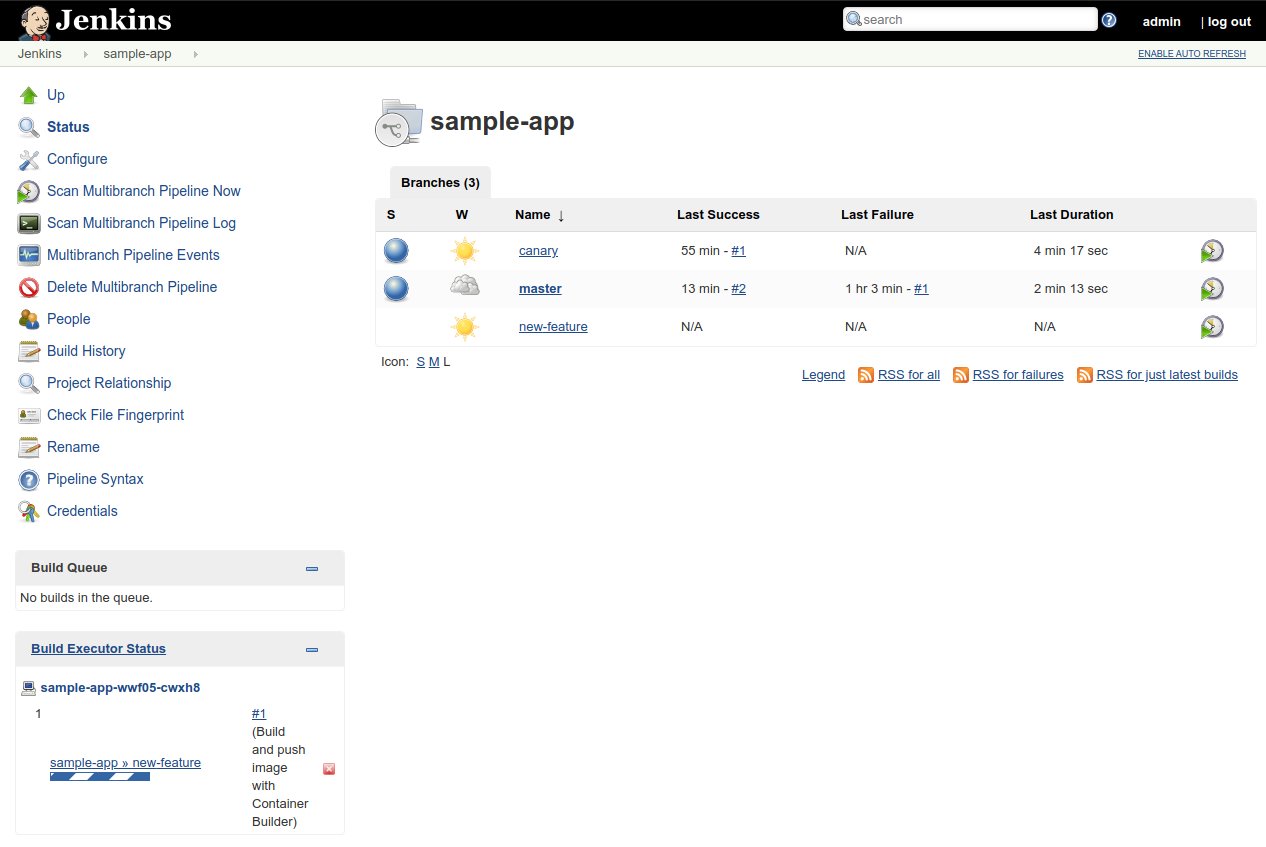 Jenkins
search
admin | log out
Jenkins sample-app
ENABLE AUTO REFRESH
Up
Status
Configure
Scan Multibranch Pipeline Now
Scan Multibranch Pipeline Log
Multibranch Pipeline Events
Delete Multibranch Pipeline
People
Build History
Project Relationship
Check File Fingerprint
Rename
Pipeline Syntax
Credentials
Build Queue
No builds in the queue.
Build Executor Status
sample-app-wwf05-cwxh8
1
sample-app » new-feature
#1
(Build
and push
image
with
Container
Builder)
sample-app
Branches (3)
S W Name ↓ Last Success Last Failure Last Duration
canary 55 min - #1 N/A 4 min 17 sec
master 13 min - #2 1 hr 3 min - #1 2 min 13 sec
new-feature N/A N/A N/A
Icon: S M L
Legend RSS for all RSS for failures RSS for just latest builds